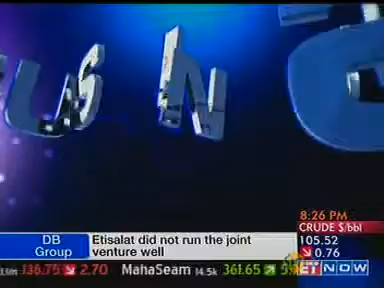 8:26 PM
CRUDE $/bbl
105.52
0.76
DB
Group
Etisalat did not run the joint
venture well
136.75 2.70 MahaSeam 14.5k 361.65
ET NOW